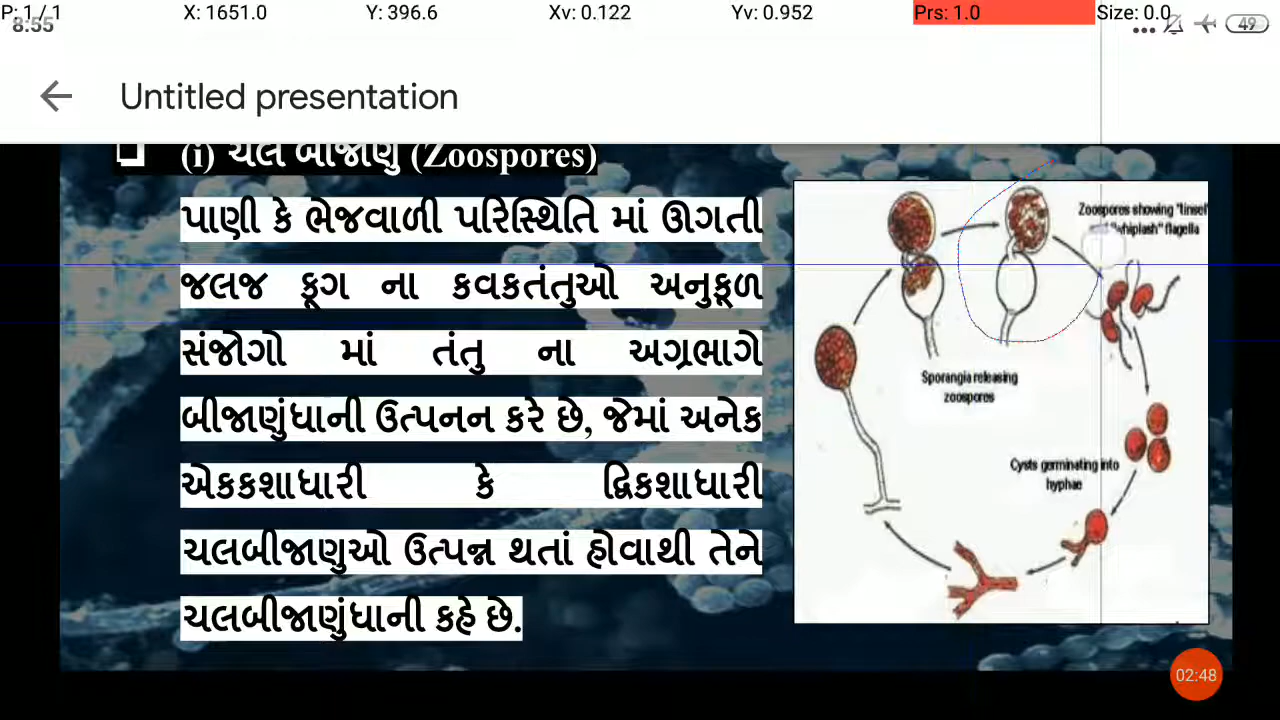 P: 1 / 1 X: 1651.0 Y: 396.6 Xv: 0.122 Yv: 0.952 Prs: 1.0 Size: 0.0
8:55 49
Untitled presentation
(i) ચલ બીજાણુ (Zoospores)
પાણી કે ભેજવાળી પરિસ્થિતિ માં ઊગતી
જલજ ફૂગ ના કવકતંતુઓ અનુકૂળ
સંજોગો માં તંતુ ના અગ્રભાગે
બીજાણુંધાની ઉત્પનન કરે છે, જેમાં અનેક
એકકશાધારી કે દ્વિકશાધારી
ચલબીજાણુઓ ઉત્પન્ન થતાં હોવાથી તેને
ચલબીજાણુંધાની કહે છે.
Zoospores showing "tinsel"
"whiplash" flagella
Sporangia releasing
zoospores
Cysts germinating into
hyphae
02:48